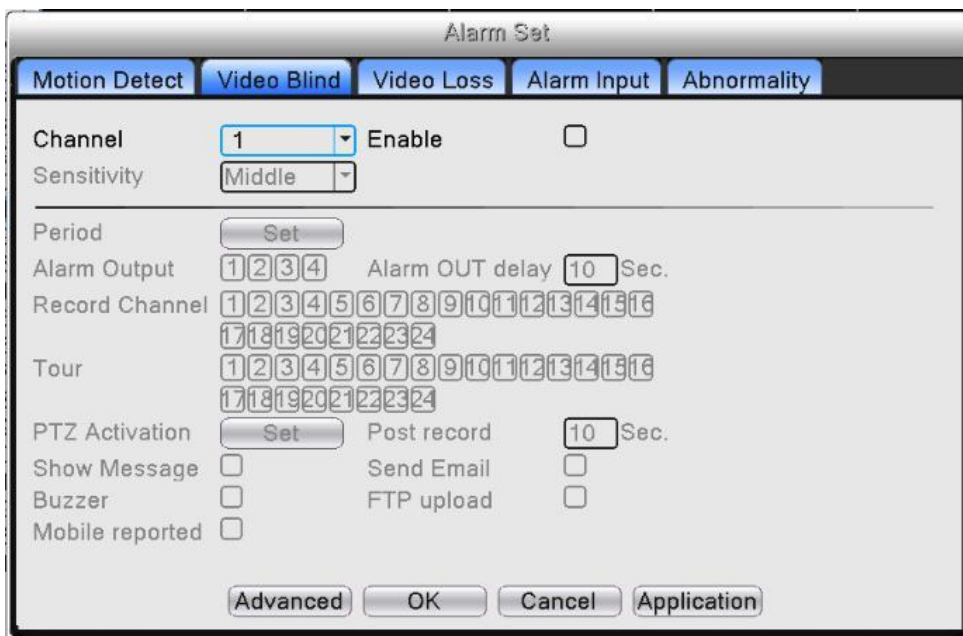 Alarm Set
Motion Detect Video Blind Video Loss Alarm Input Abnormality
Channel 1 Enable
Sensitivity Middle
Period Set
Alarm Output 1 2 3 4 Alarm OUT delay 10 Sec.
Record Channel 1 2 3 4 5 6 7 8 9 10 11 12 13 14 15 16
17 18 19 20 21 22 23 24
Tour 1 2 3 4 5 6 7 8 9 10 11 12 13 14 15 16
17 18 19 20 21 22 23 24
PTZ Activation Set Post record 10 Sec.
Show Message Send Email
Buzzer FTP upload
Mobile reported
Advanced OK Cancel Application